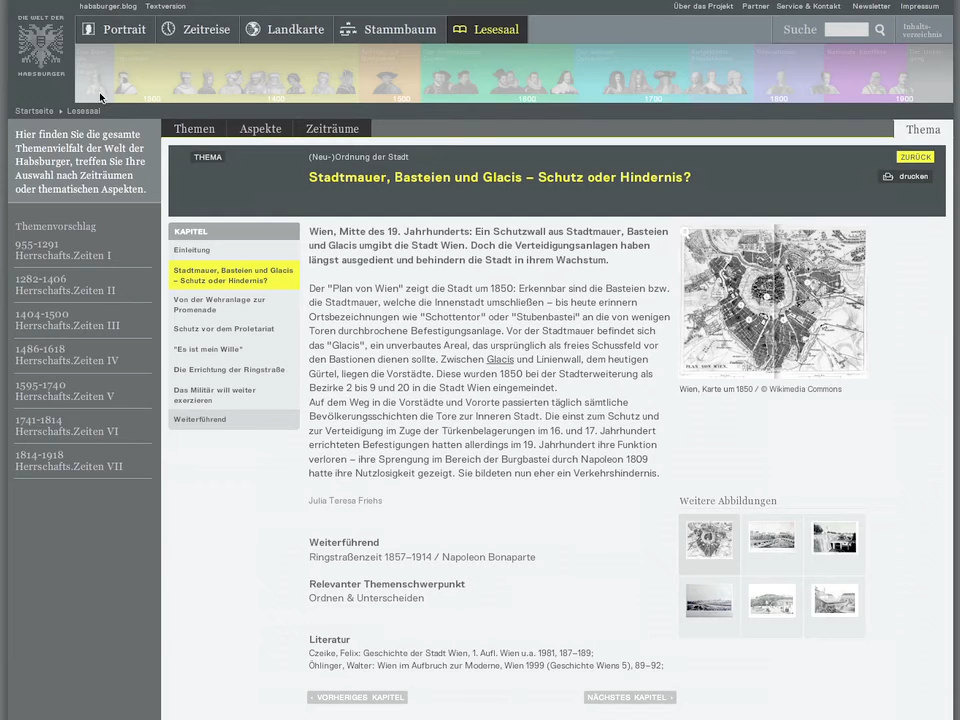 habsburger.blog Textversion
Über das Projekt Partner Service & Kontakt Newsletter Impressum
DIE WELT DER
HABSBURGER
Portrait Zeitreise Landkarte Stammbaum Lesesaal
Suche
Inhalts-
verzeichnis
1300 1400 1500 1600 1700 1800 1900
Startseite Lesesaal
Hier finden Sie die gesamte
Themenvielfalt der Welt der
Habsburger, treffen Sie Ihre
Auswahl nach Zeiträumen
oder thematischen Aspekten.
Themenvorschlag
955-1291
Herrschafts.Zeiten I
1282-1406
Herrschafts.Zeiten II
1404-1500
Herrschafts.Zeiten III
1486-1618
Herrschafts.Zeiten IV
1595-1740
Herrschafts.Zeiten V
1741-1814
Herrschafts.Zeiten VI
1814-1918
Herrschafts.Zeiten VII
Themen Aspekte Zeiträume
Thema
THEMA
(Neu-)Ordnung der Stadt
ZURÜCK
Stadtmauer, Basteien und Glacis – Schutz oder Hindernis?
drucken
KAPITEL
Einleitung
Stadtmauer, Basteien und Glacis
– Schutz oder Hindernis?
Von der Wehranlage zur
Promenade
Schutz vor dem Proletariat
"Es ist mein Wille"
Die Errichtung der Ringstraße
Das Militär will weiter
exerzieren
Weiterführend
Wien, Mitte des 19. Jahrhunderts: Ein Schutzwall aus Stadtmauer, Basteien
und Glacis umgibt die Stadt Wien. Doch die Verteidigungsanlagen haben
längst ausgedient und behindern die Stadt in ihrem Wachstum.
Der "Plan von Wien" zeigt die Stadt um 1850: Erkennbar sind die Basteien bzw.
die Stadtmauer, welche die Innenstadt umschließen – bis heute erinnern
Ortsbezeichnungen wie "Schottentor" oder "Stubenbastei" an die von wenigen
Toren durchbrochene Befestigungsanlage. Vor der Stadtmauer befindet sich
das "Glacis", ein unverbautes Areal, das ursprünglich als freies Schussfeld vor
den Bastionen dienen sollte. Zwischen Glacis und Linienwall, dem heutigen
Gürtel, liegen die Vorstädte. Diese wurden 1850 bei der Stadterweiterung als
Bezirke 2 bis 9 und 20 in die Stadt Wien eingemeindet.
Auf dem Weg in die Vorstädte und Vororte passierten täglich sämtliche
Bevölkerungsschichten die Tore zur Inneren Stadt. Die einst zum Schutz und
zur Verteidigung im Zuge der Türkenbelagerungen im 16. und 17. Jahrhundert
errichteten Befestigungen hatten allerdings im 19. Jahrhundert ihre Funktion
verloren – ihre Sprengung im Bereich der Burgbastei durch Napoleon 1809
hatte ihre Nutzlosigkeit gezeigt. Sie bildeten nun eher ein Verkehrshindernis.
Julia Teresa Friehs
Weiterführend
Ringstraßenzeit 1857–1914 / Napoleon Bonaparte
Relevanter Themenschwerpunkt
Ordnen & Unterscheiden
Literatur
Czeike, Felix: Geschichte der Stadt Wien, 1. Aufl. Wien u.a. 1981, 187–189;
Öhlinger, Walter: Wien im Aufbruch zur Moderne, Wien 1999 (Geschichte Wiens 5), 89–92;
‹ VORHERIGES KAPITEL
NÄCHSTES KAPITEL ›
PLAN VON WIEN
Wien, Karte um 1850 / © Wikimedia Commons
Weitere Abbildungen